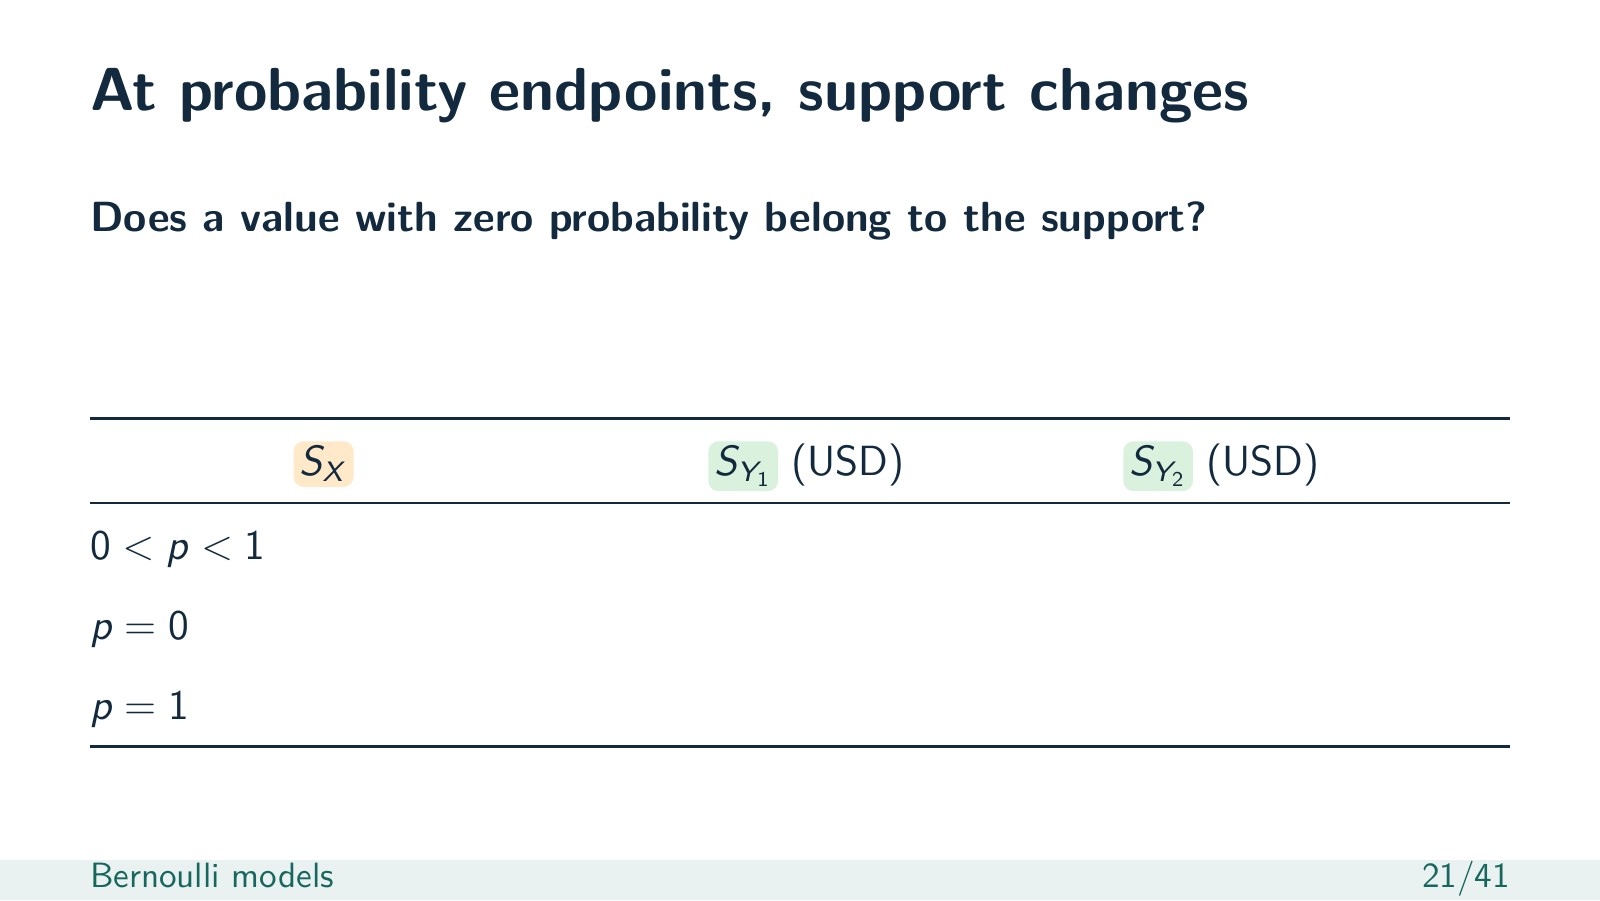 At probability endpoints, support changes
Does a value with zero probability belong to the support?
S_X S_{Y_1} (USD) S_{Y_2} (USD)
0 < p < 1
p = 0
p = 1
Bernoulli models 21/41